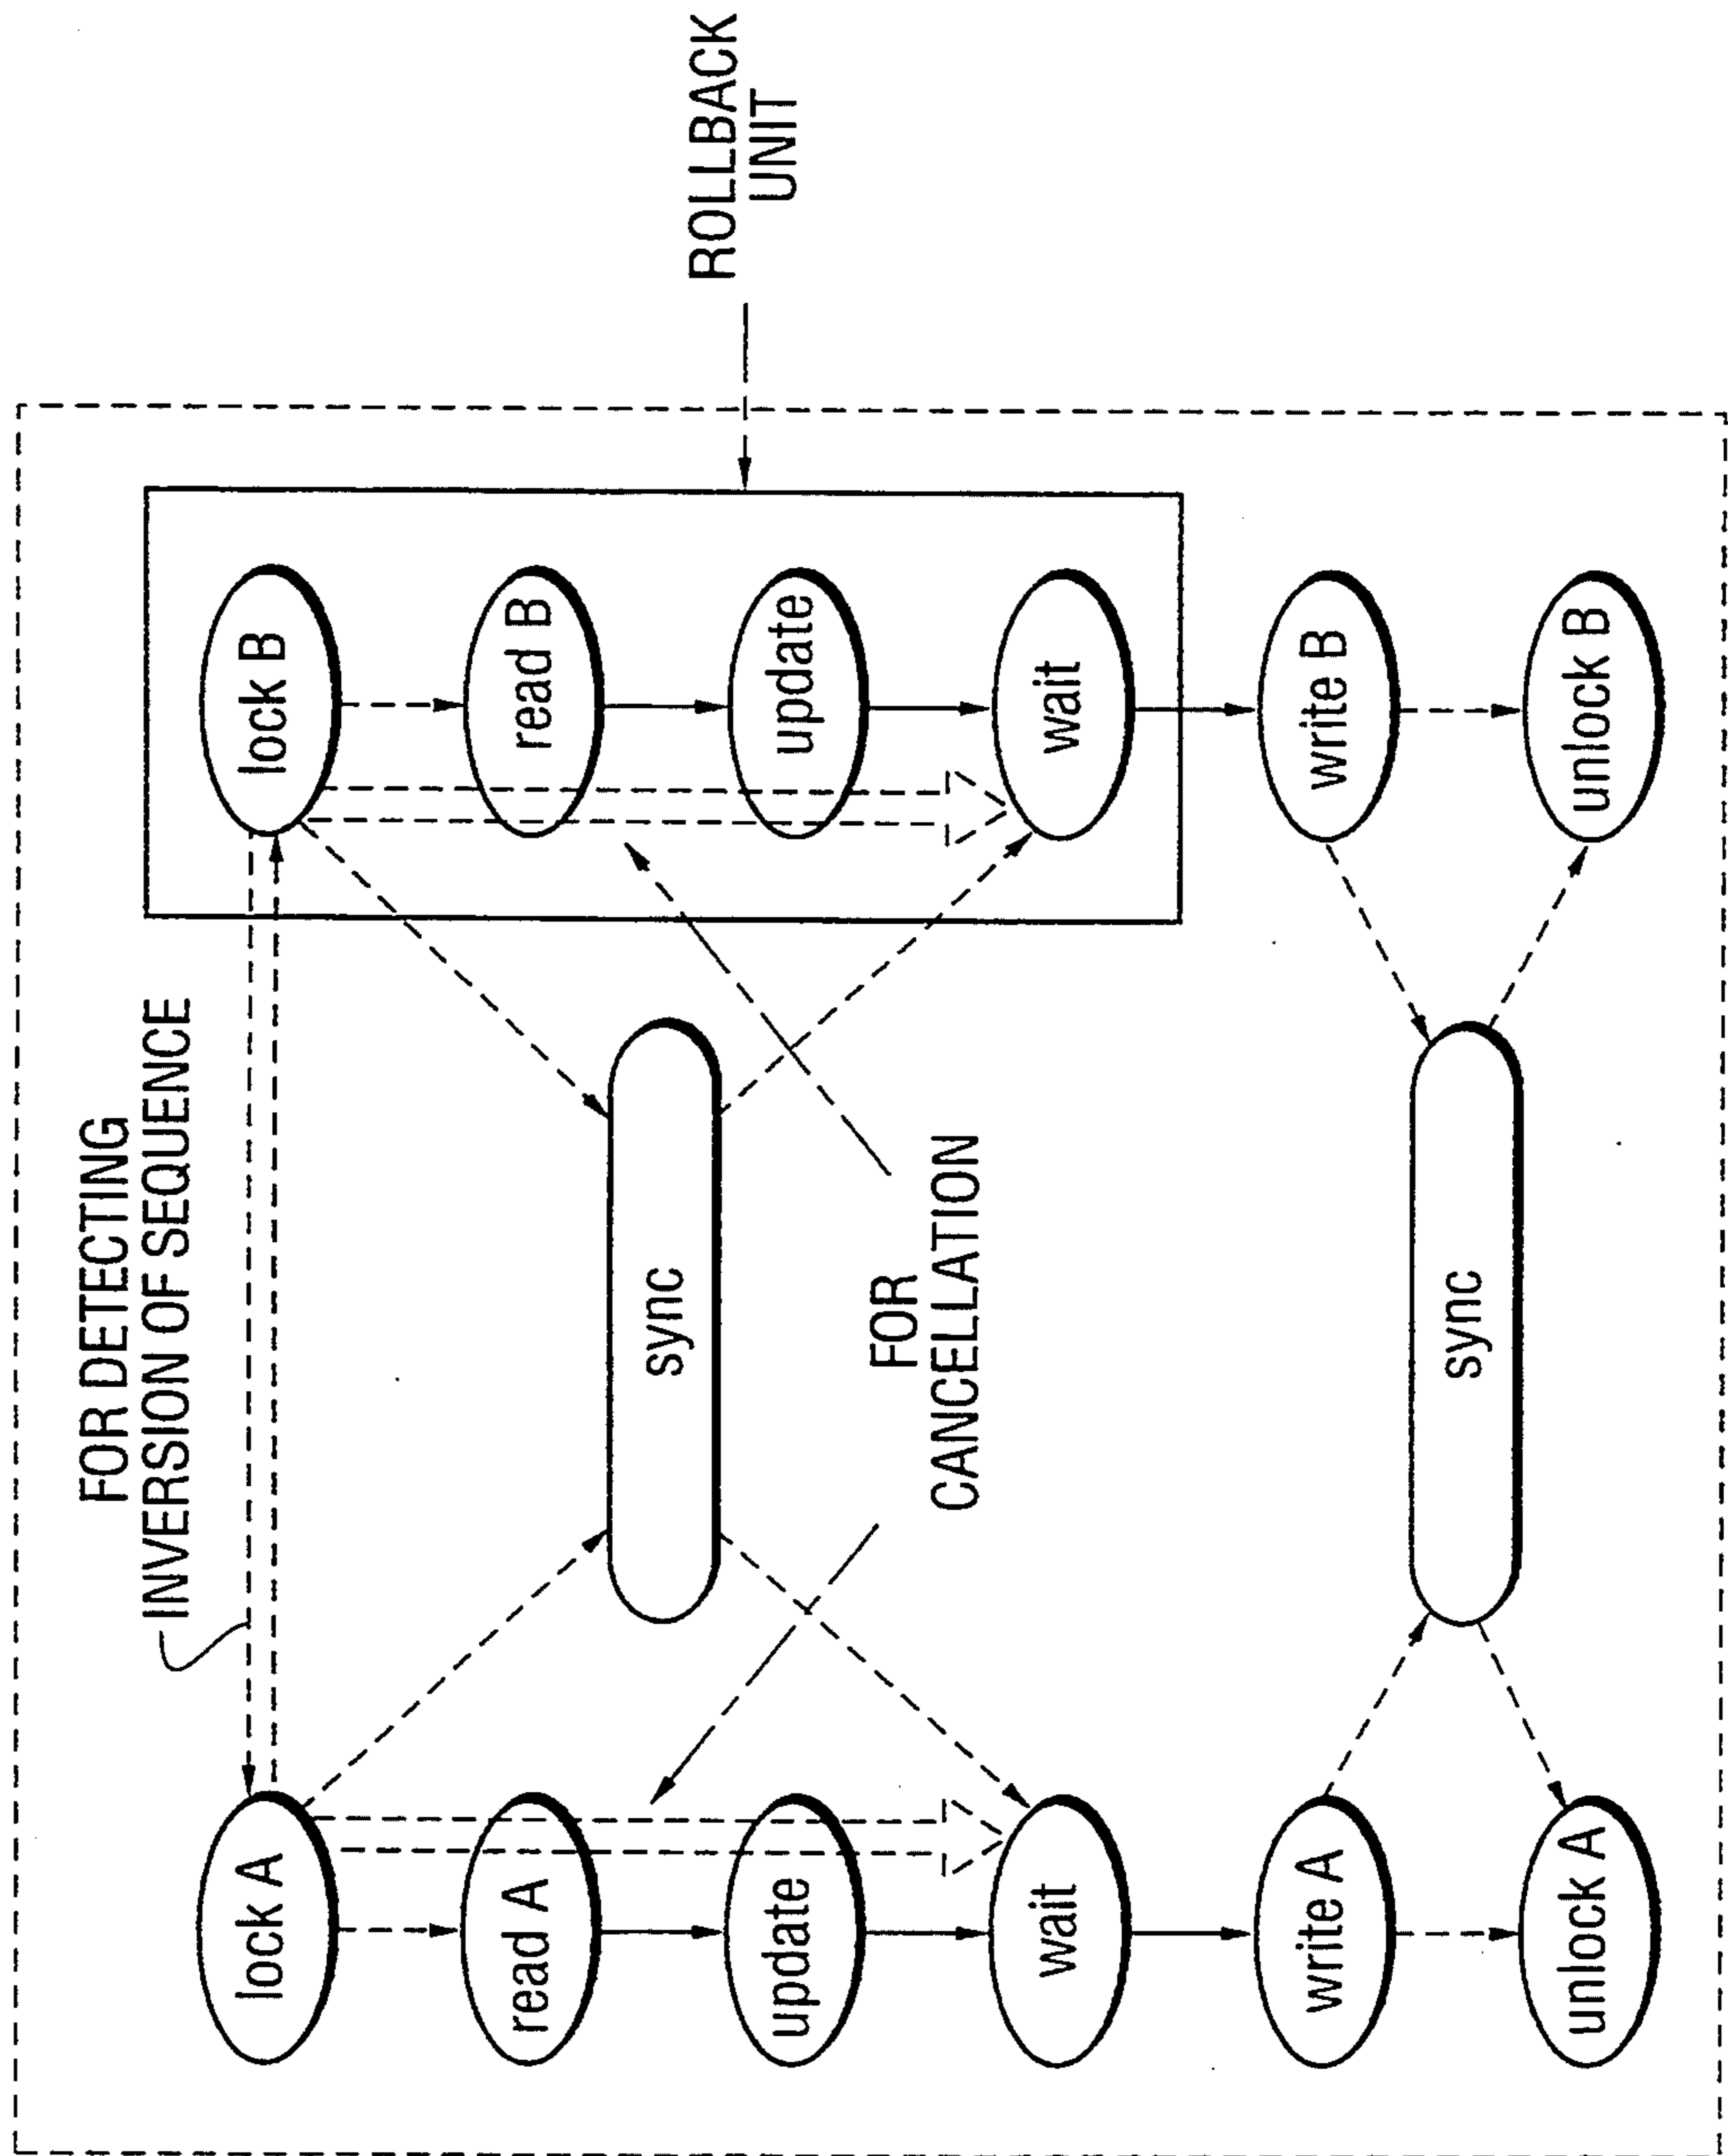 FOR DETECTING
INVERSION OF SEQUENCE
lock A
lock B
read A
read B
sync
update
update
FOR
CANCELLATION
wait
wait
write A
write B
sync
unlock A
unlock B
ROLLBACK
UNIT